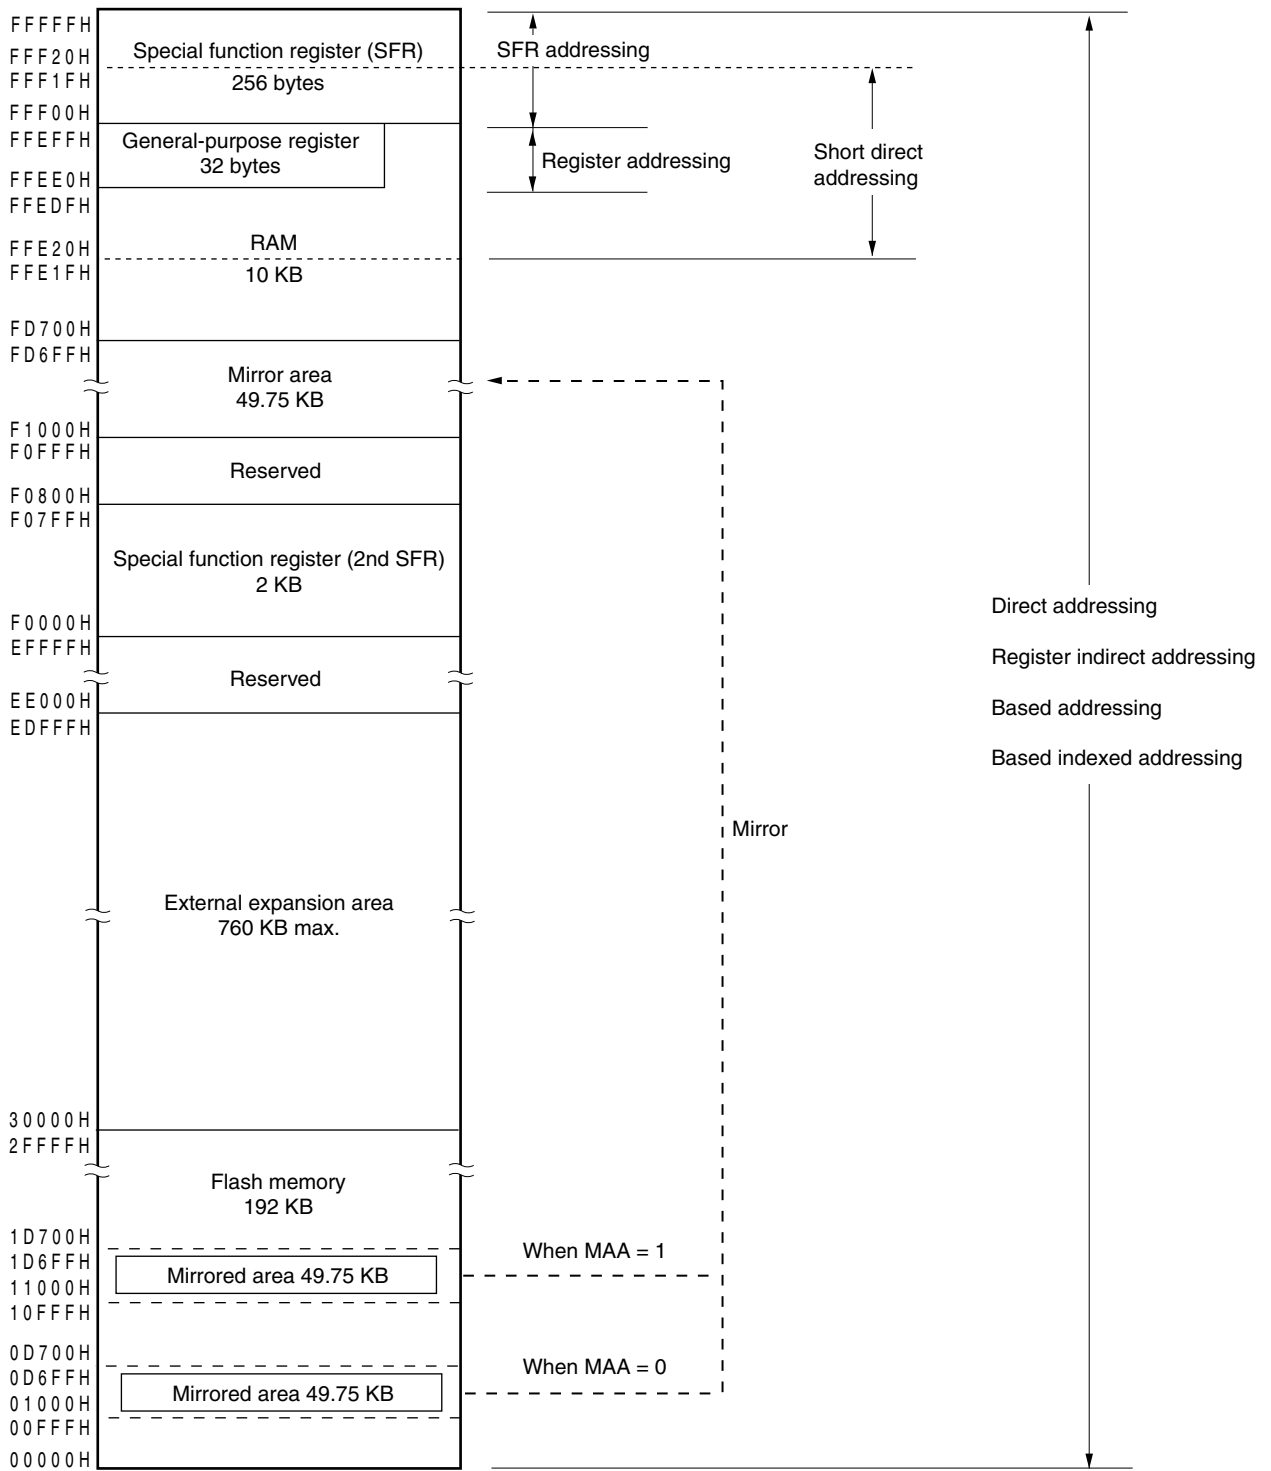 FFFFFH
FFF20H
FFF1FH
FFF00H
FFEFFH
FFEE0H
FFEDFH
FFE20H
FFE1FH
FD700H
FD6FFH
F1000H
F0FFFH
F0800H
F07FFH
F0000H
EFFFFH
EE000H
EDFFFH
30000H
2FFFFH
1D700H
1D6FFH
11000H
10FFFH
0D700H
0D6FFH
01000H
00FFFH
00000H
Special function register (SFR)
256 bytes
General-purpose register
32 bytes
RAM
10 KB
Mirror area
49.75 KB
Reserved
Special function register (2nd SFR)
2 KB
Reserved
External expansion area
760 KB max.
Flash memory
192 KB
Mirrored area 49.75 KB
Mirrored area 49.75 KB
SFR addressing
Register addressing
Short direct
addressing
Mirror
When MAA = 1
When MAA = 0
Direct addressing
Register indirect addressing
Based addressing
Based indexed addressing